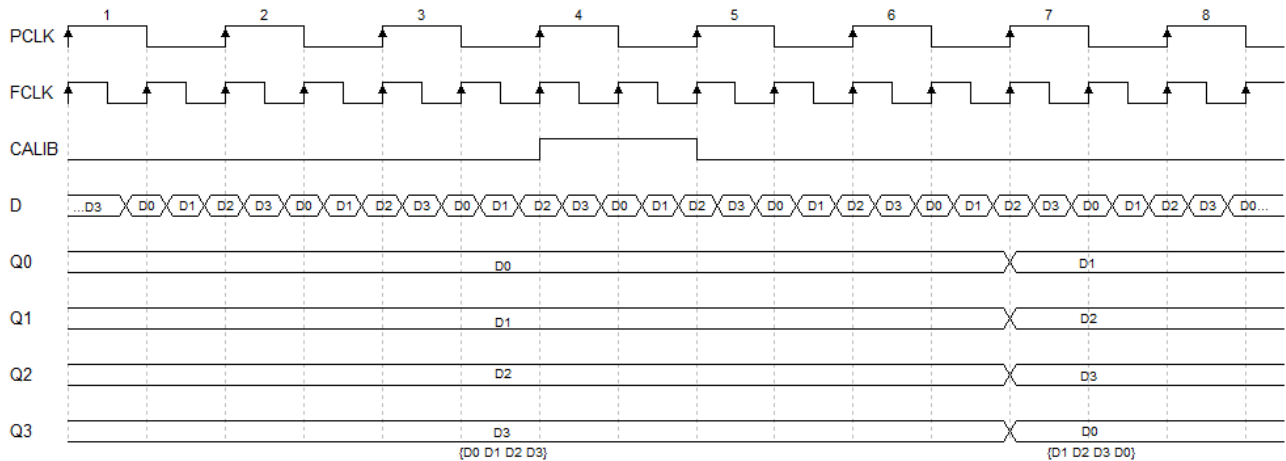 1 2 3 4 5 6 7 8
PCLK
FCLK
CALIB
D ...D3 D0 D1 D2 D3 D0 D1 D2 D3 D0 D1 D2 D3 D0 D1 D2 D3 D0 D1 D2 D3 D0 D1 D2 D3 D0 D1 D2 D3 D0...
Q0 D0 D1
Q1 D1 D2
Q2 D2 D3
Q3 D3 D0
{D0 D1 D2 D3} {D1 D2 D3 D0}